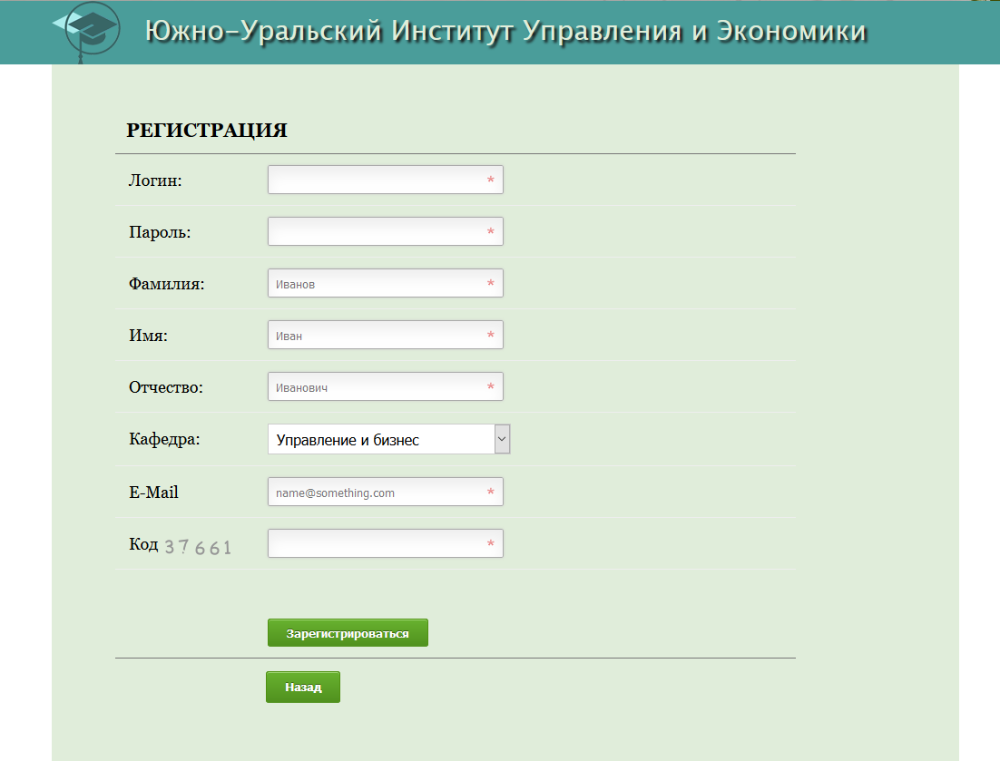 Южно-Уральский Институт Управления и Экономики
РЕГИСТРАЦИЯ
Логин: *
Пароль: *
Фамилия: Иванов *
Имя: Иван *
Отчество: Иванович *
Кафедра: Управление и бизнес
E-Mail name@something.com *
Код 37661 *
Зарегистрироваться
Назад